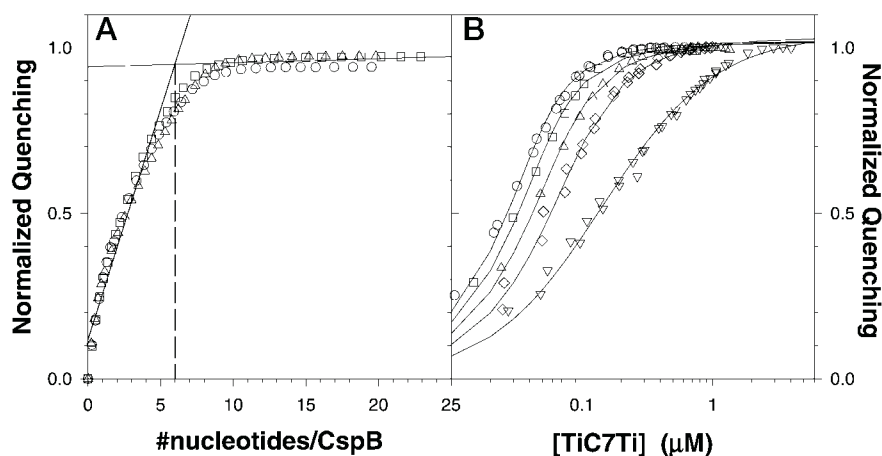 A
B
Normalized Quenching
1.0
0.5
0.0
0 5 10 15 20 25
#nucleotides/CspB
0.1 1
[TiC7Ti] (μM)
1.0
0.5
0.0
Normalized Quenching